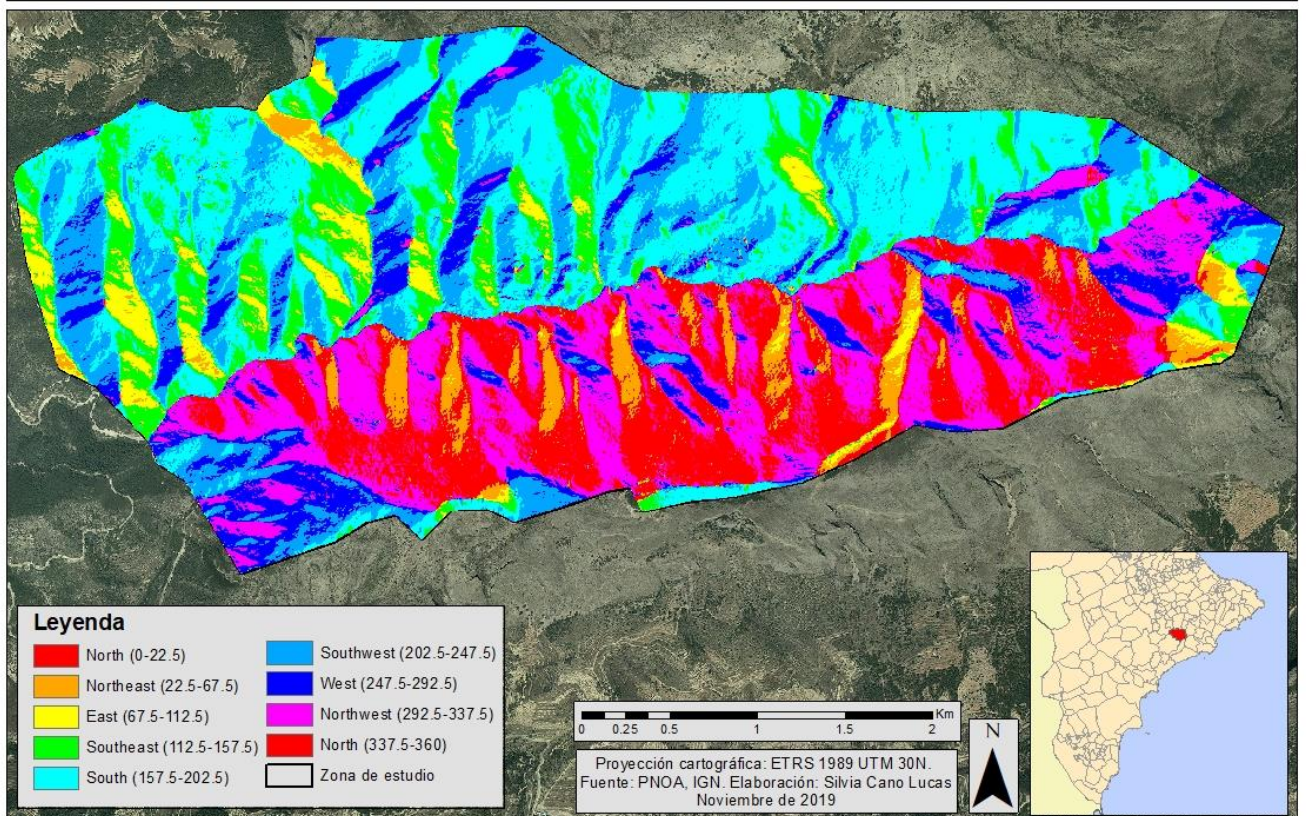 Leyenda
North (0-22.5)
Northeast (22.5-67.5)
East (67.5-112.5)
Southeast (112.5-157.5)
South (157.5-202.5)
Southwest (202.5-247.5)
West (247.5-292.5)
Northwest (292.5-337.5)
North (337.5-360)
Zona de estudio
Km
0 0.25 0.5 1 1.5 2
Proyección cartográfica: ETRS 1989 UTM 30N.
Fuente: PNOA, IGN. Elaboración: Silvia Cano Lucas
Noviembre de 2019
N